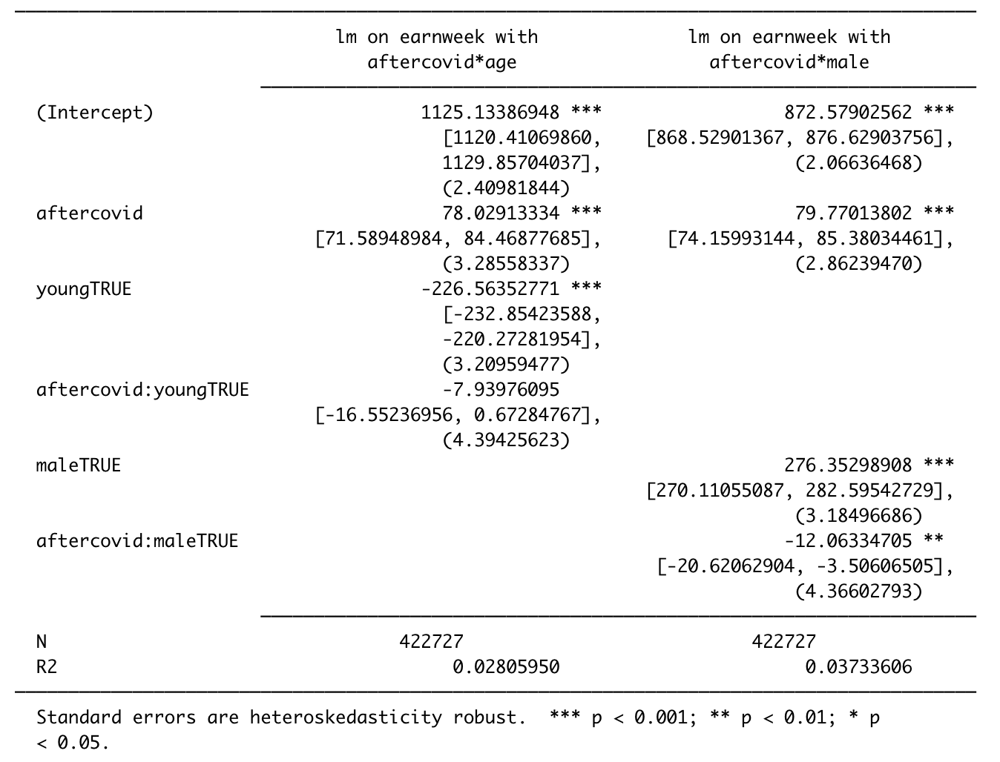 lm on earnweek with lm on earnweek with
aftercovid*age aftercovid*male
(Intercept) 1125.13386948 *** 872.57902562 ***
[1120.41069860, [868.52901367, 876.62903756],
1129.85704037], (2.06636468)
(2.40981844)
aftercovid 78.02913334 *** 79.77013802 ***
[71.58948984, 84.46877685], [74.15993144, 85.38034461],
(3.28558337) (2.86239470)
youngTRUE -226.56352771 ***
[-232.85423588,
-220.27281954],
(3.20959477)
aftercovid:youngTRUE -7.93976095
[-16.55236956, 0.67284767],
(4.39425623)
maleTRUE 276.35298908 ***
[270.11055087, 282.59542729],
(3.18496686)
aftercovid:maleTRUE -12.06334705 **
[-20.62062904, -3.50606505],
(4.36602793)
N 422727 422727
R2 0.02805950 0.03733606
Standard errors are heteroskedasticity robust. *** p < 0.001; ** p < 0.01; * p
< 0.05.